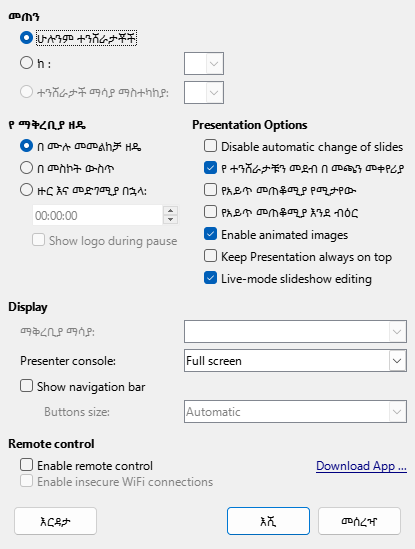 መጠን
ሁሉንም ተንሸራታቾች
ከ :
ተንሸራታች ማሳያ ማስተካከያ:
የ ማቅረቢያ ዘዴ
በ ሙሉ መመልከቻ ዘዴ
በ መስኮት ውስጥ
ዙር እና መድገሚያ በኋላ:
00:00:00
Show logo during pause
Presentation Options
Disable automatic change of slides
የ ተንሸራታቹን መደብ በ መጫን መቀየሪያ
የአይጥ መጠቆሚያ የሚታየው
የአይጥ መጠቆሚያ እንደ ብዕር
Enable animated images
Keep Presentation always on top
Live-mode slideshow editing
Display
ማቅረቢያ ማሳያ:
Presenter console:
Full screen
Show navigation bar
Buttons size:
Automatic
Remote control
Enable remote control
Download App ...
Enable insecure WiFi connections
እርዳታ
እሺ
መሰረዣ